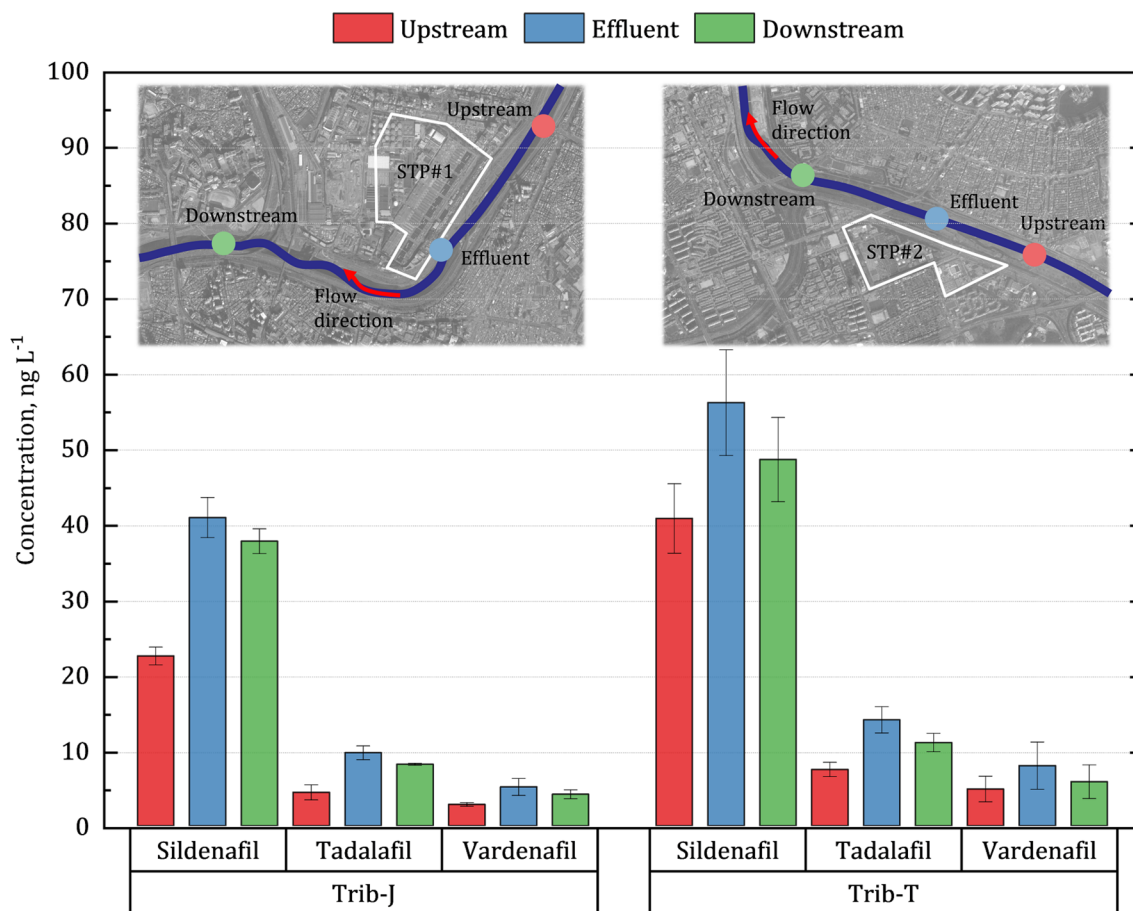 Upstream Effluent Downstream
Concentration, ng L⁻¹
100
90
80
70
60
50
40
30
20
10
0
Upstream
STP#1
Downstream
Effluent
Flow
direction
Flow
direction
Downstream
Effluent
Upstream
STP#2
Sildenafil Tadalafil Vardenafil Sildenafil Tadalafil Vardenafil
Trib-J Trib-T